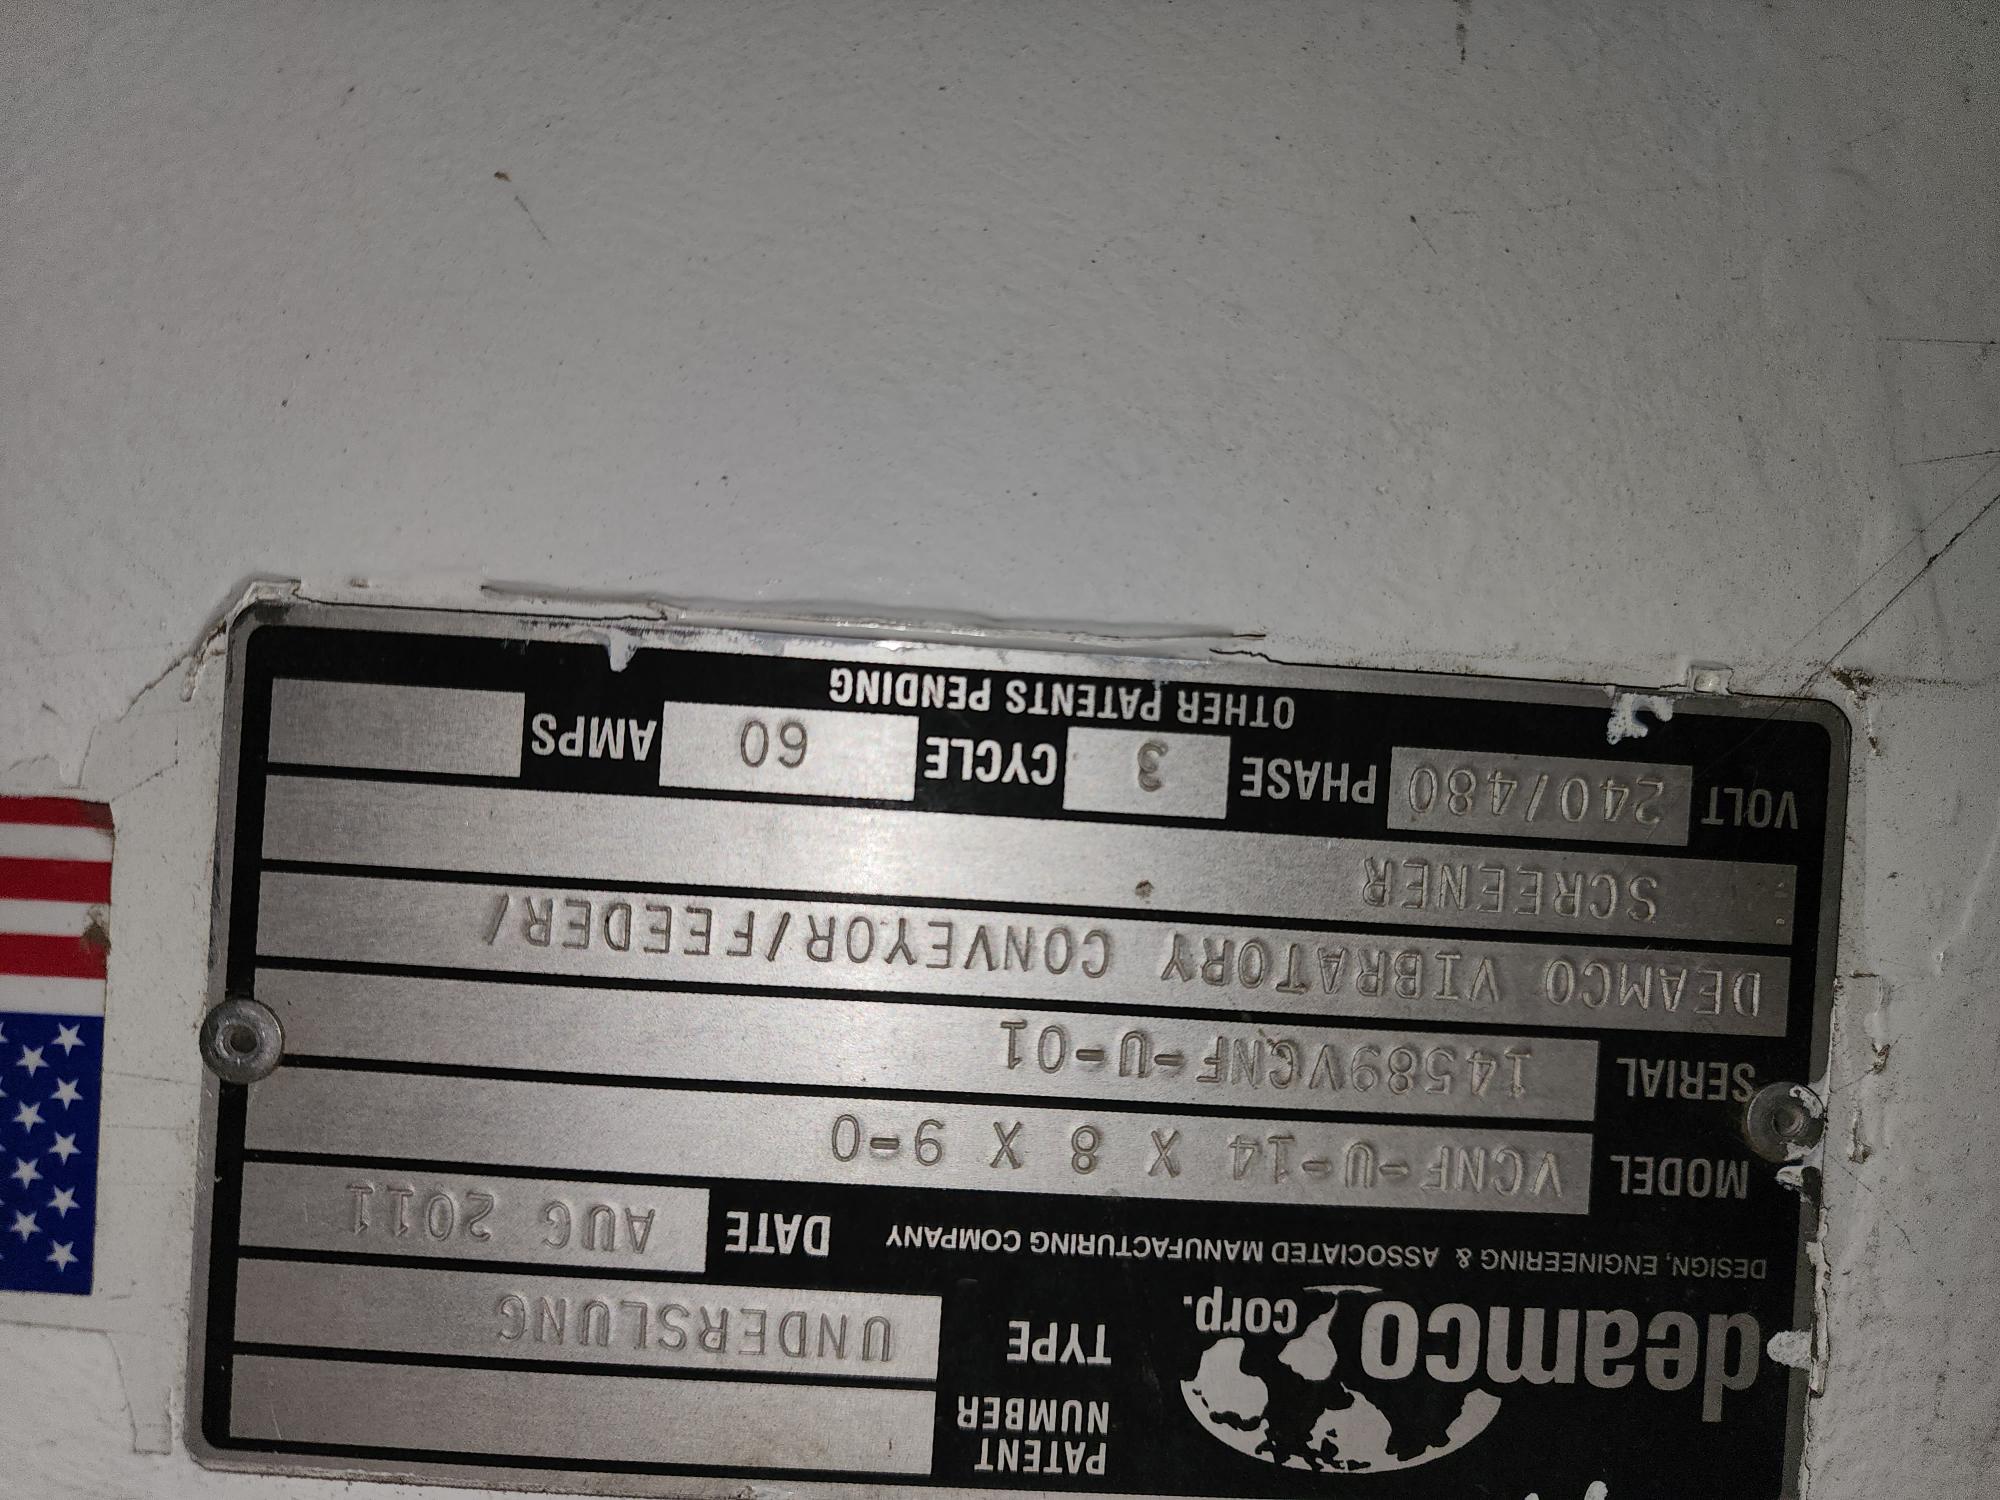 PATENT
NUMBER
deamco corp.
TYPE UNDERSLUNG
DESIGN, ENGINEERING & ASSOCIATED MANUFACTURING COMPANY
DATE AUG 2011
MODEL VCNF-U-14 X 8 X 9-0
SERIAL 14589VCNF-U-01
DEAMCO VIBRATORY CONVEYOR/FEEDER/
SCREENER
VOLT 240/480 PHASE 3 CYCLE 60 AMPS
OTHER PATENTS PENDING